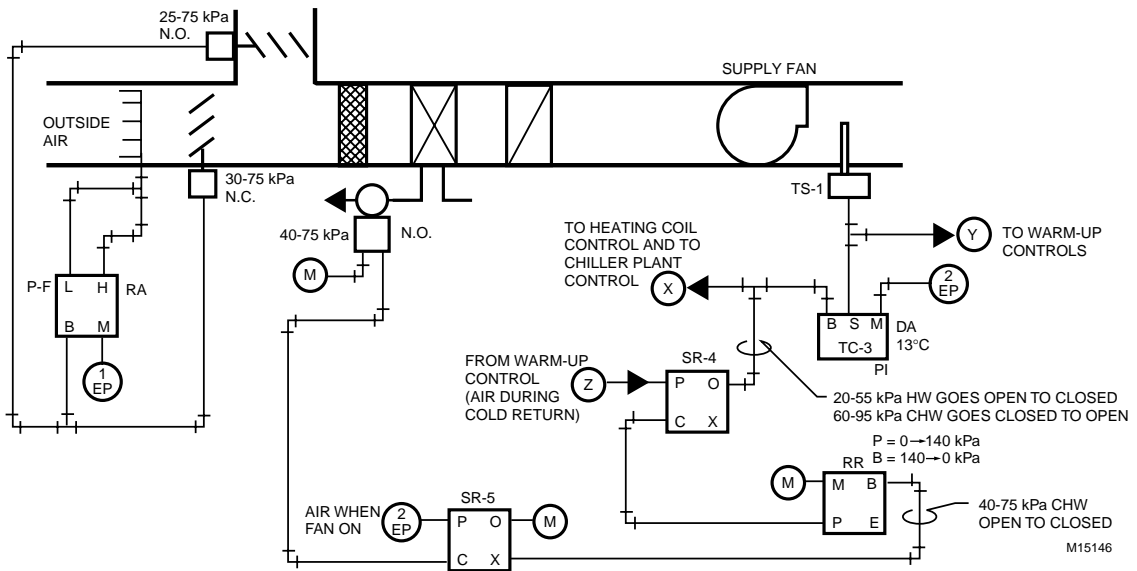 25-75 kPa
N.O.
SUPPLY FAN
OUTSIDE
AIR
30-75 kPa
N.C.
TS-1
40-75 kPa
N.O.
M
TO HEATING COIL
CONTROL AND TO
CHILLER PLANT
CONTROL
X
Y
TO WARM-UP
CONTROLS
2
EP
P-F
L H
B M
RA
1
EP
B S M
TC-3
DA
13°C
PI
FROM WARM-UP
CONTROL
(AIR DURING
COLD RETURN)
Z
SR-4
P O
C X
20-55 kPa HW GOES OPEN TO CLOSED
60-95 kPa CHW GOES CLOSED TO OPEN
P = 0→140 kPa
B = 140→0 kPa
RR
M
M B
P E
AIR WHEN
FAN ON
2
EP
SR-5
P O
C X
M
40-75 kPa CHW
OPEN TO CLOSED
M15146